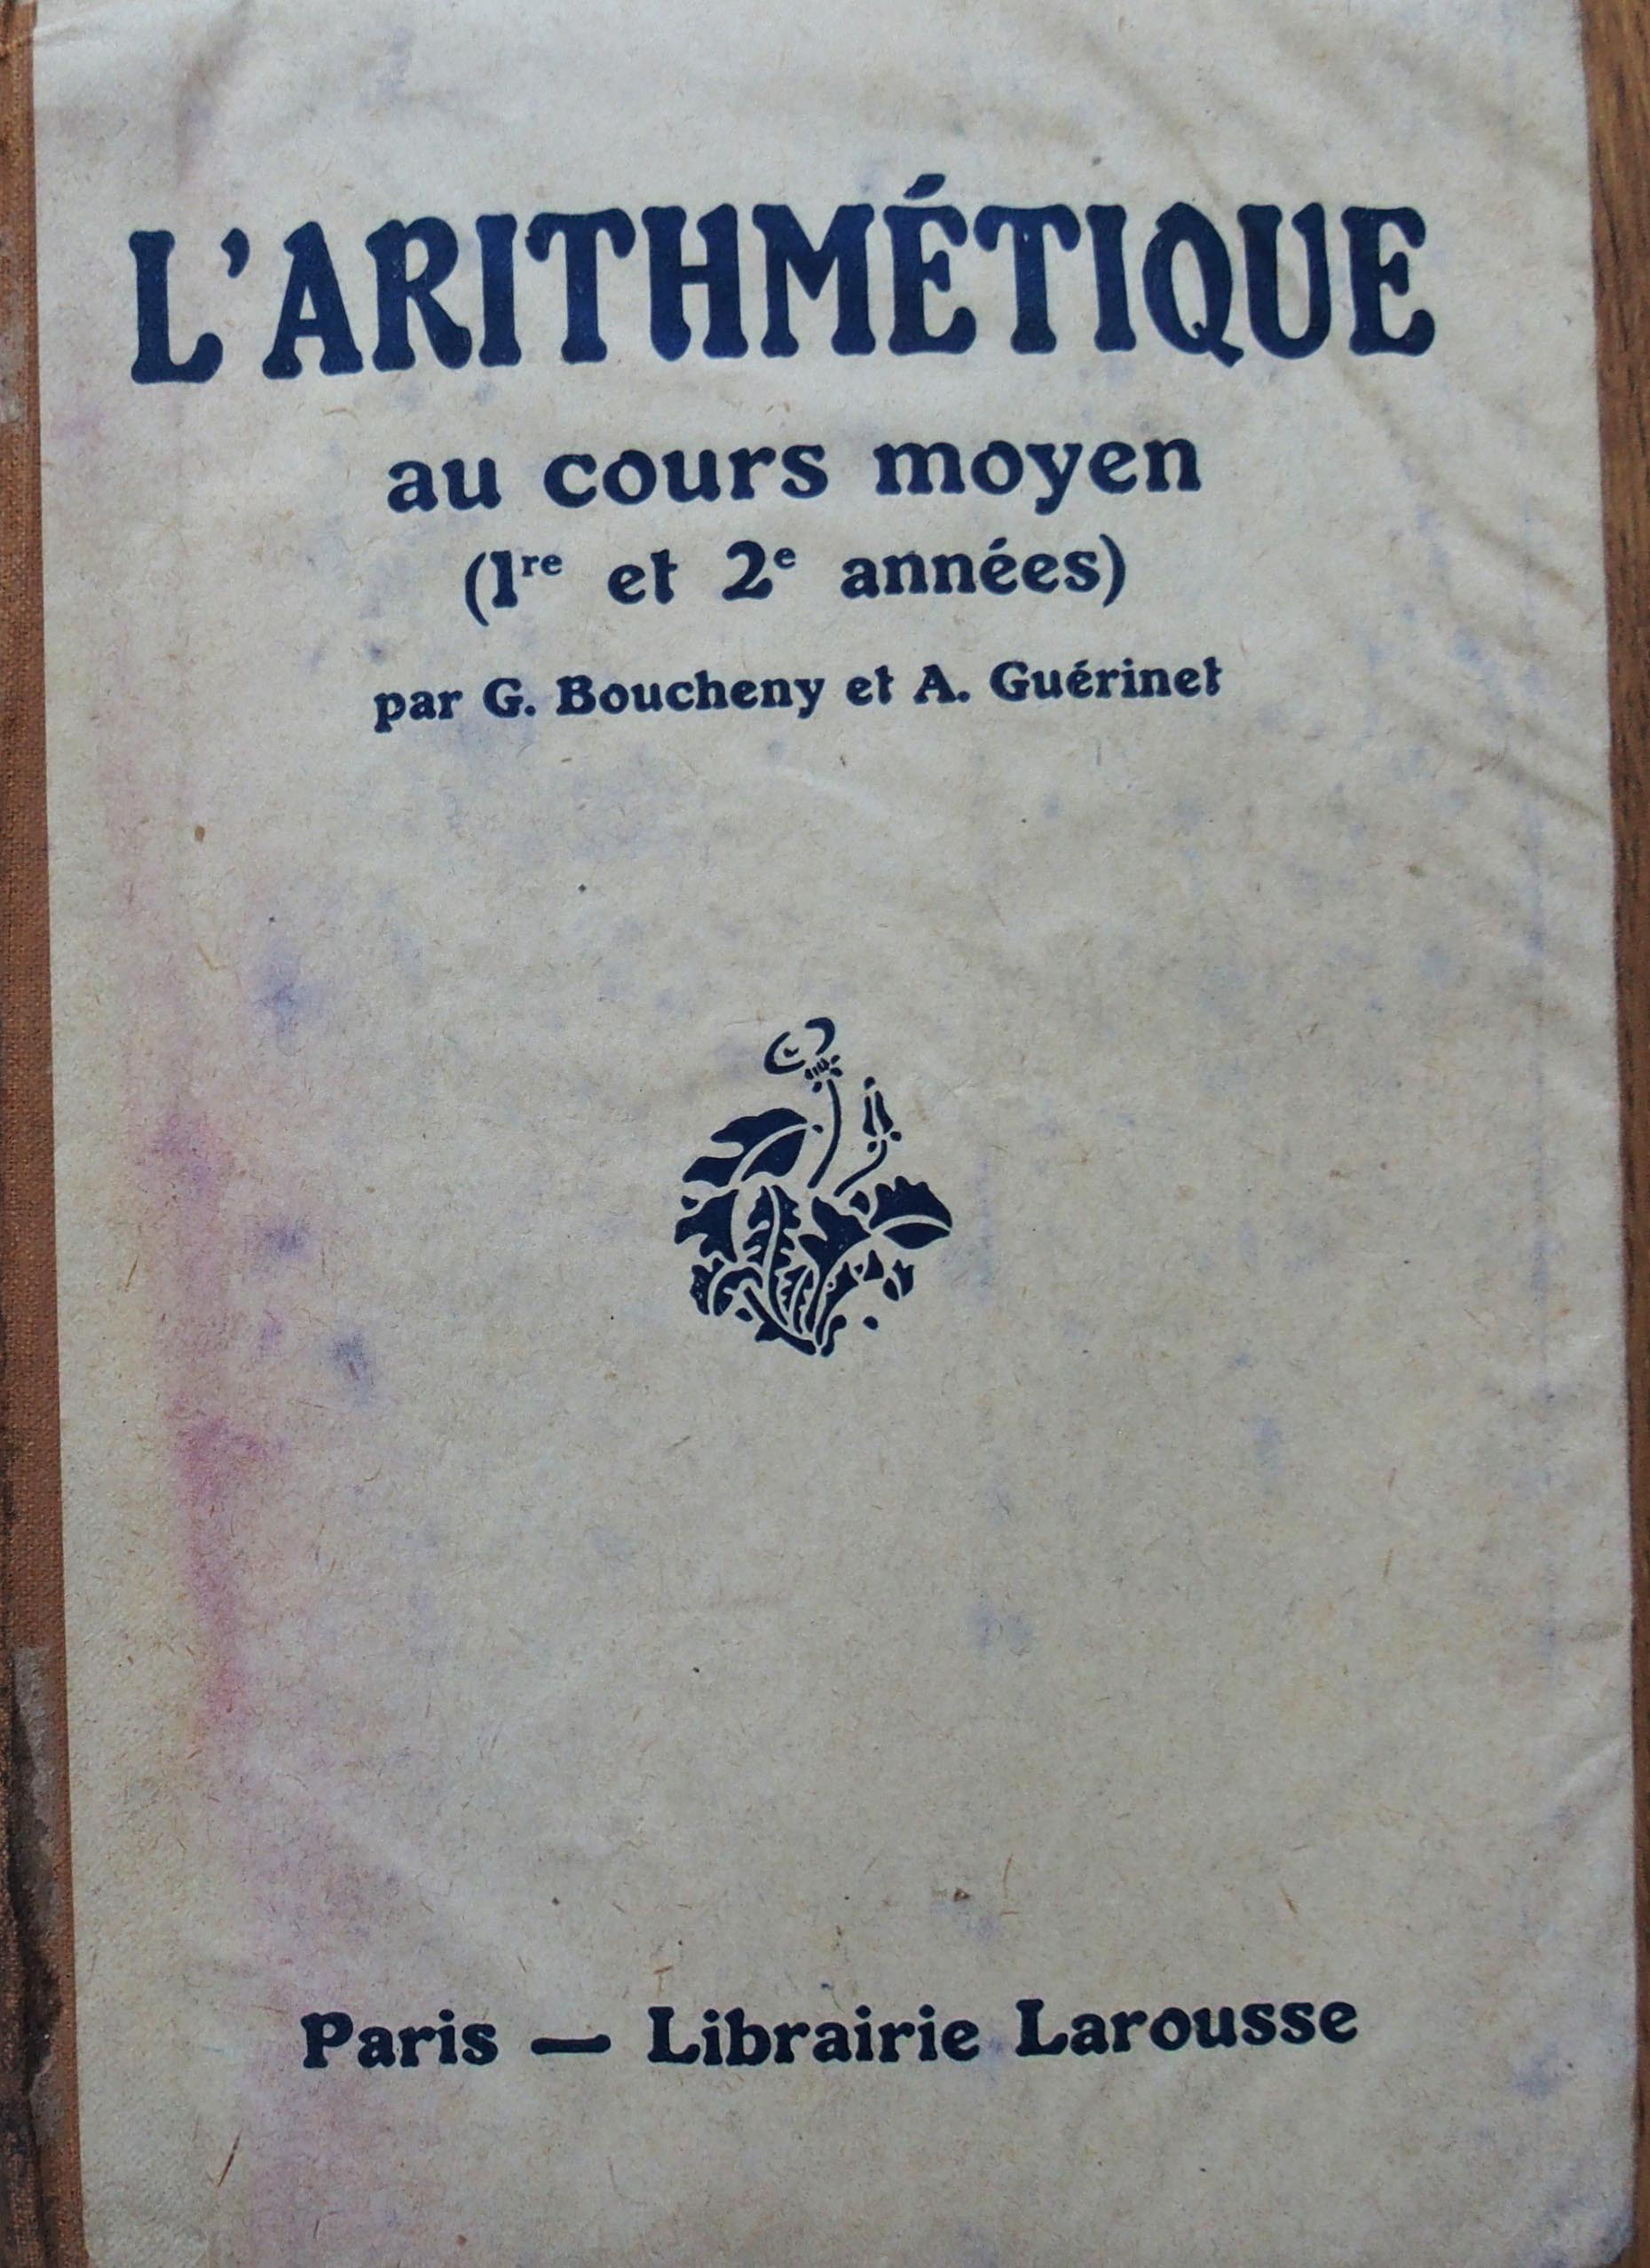 L'ARITHMÉTIQUE
au cours moyen
(1re et 2e années)
par G. Boucheny et A. Guérinet
Paris — Librairie Larousse